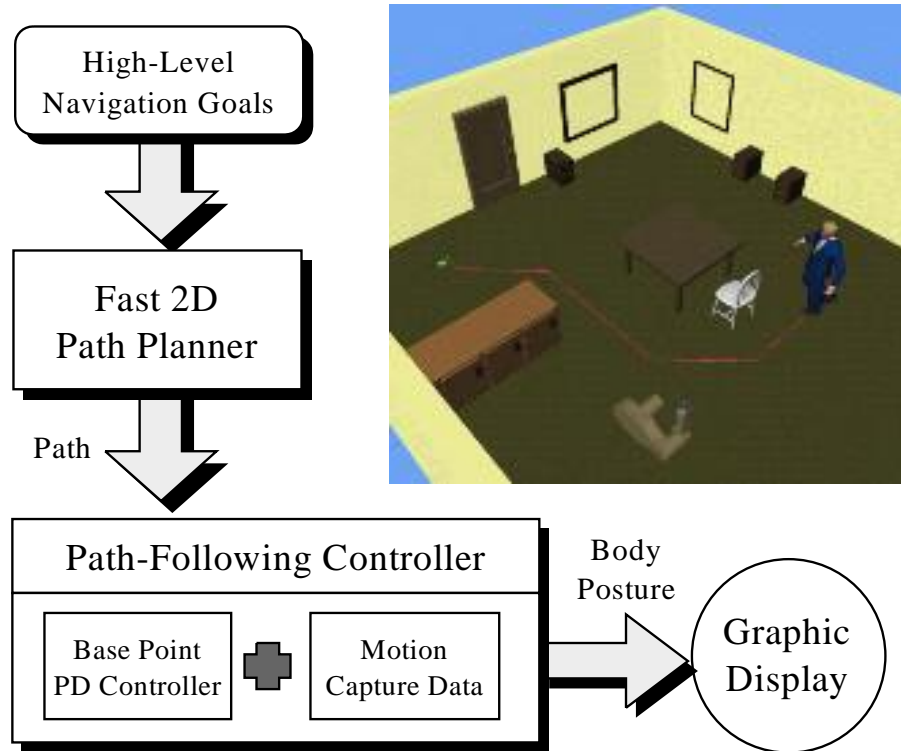 High-Level
Navigation Goals
Fast 2D
Path Planner
Path
Path-Following Controller
Base Point
PD Controller
Motion
Capture Data
Body
Posture
Graphic
Display